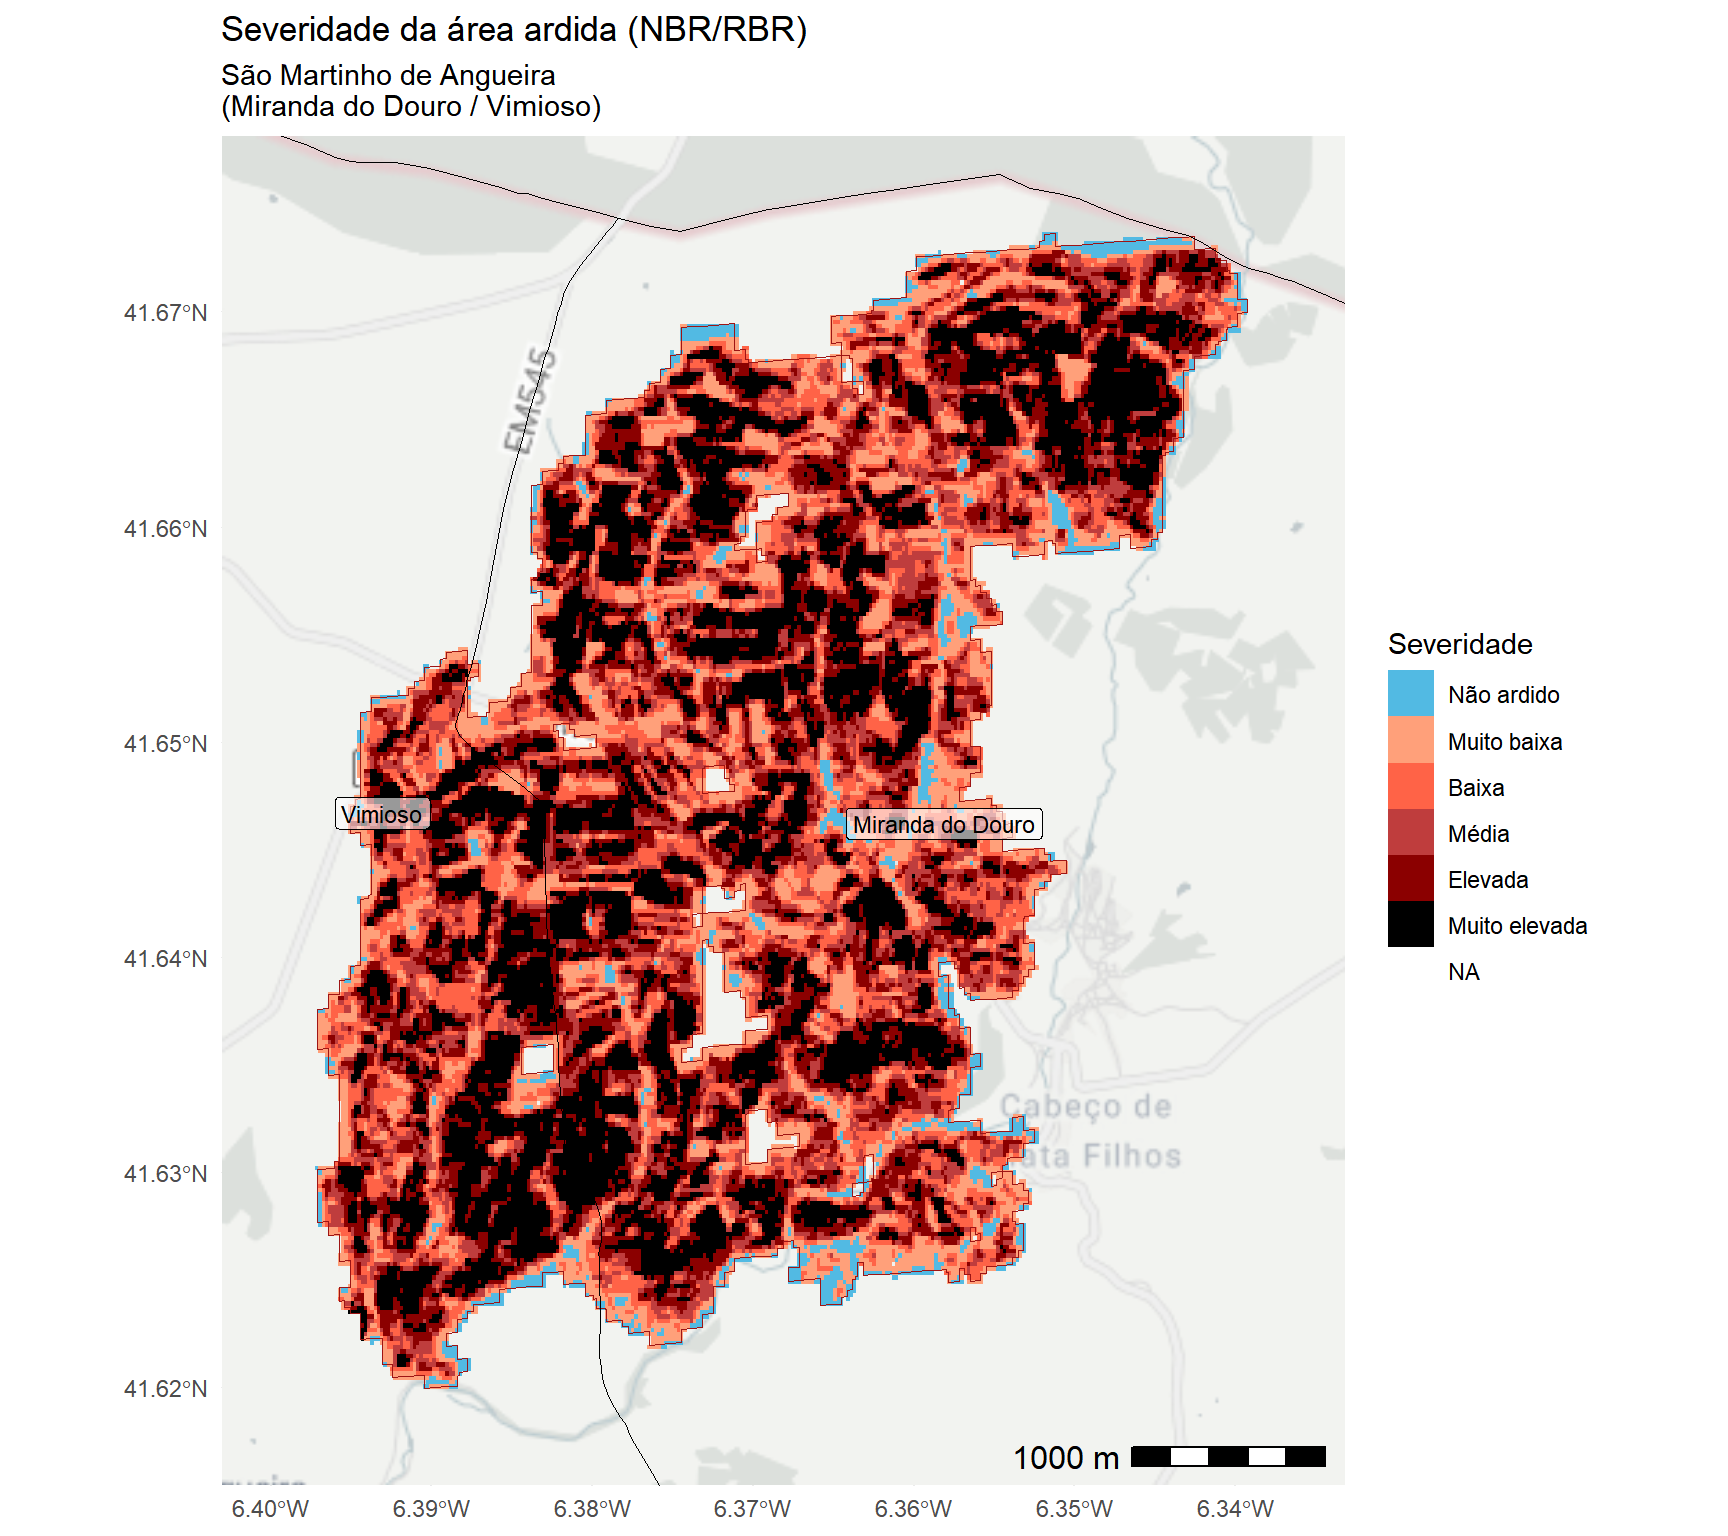 Severidade da área ardida (NBR/RBR)
São Martinho de Angueira
(Miranda do Douro / Vimioso)
41.67°N
41.66°N
41.65°N
41.64°N
41.63°N
41.62°N
EM545
Vimioso
Miranda do Douro
Cabeço de
Filhos
1000 m
6.40°W
6.39°W
6.38°W
6.37°W
6.36°W
6.35°W
6.34°W
Severidade
Não ardido
Muito baixa
Baixa
Média
Elevada
Muito elevada
NA